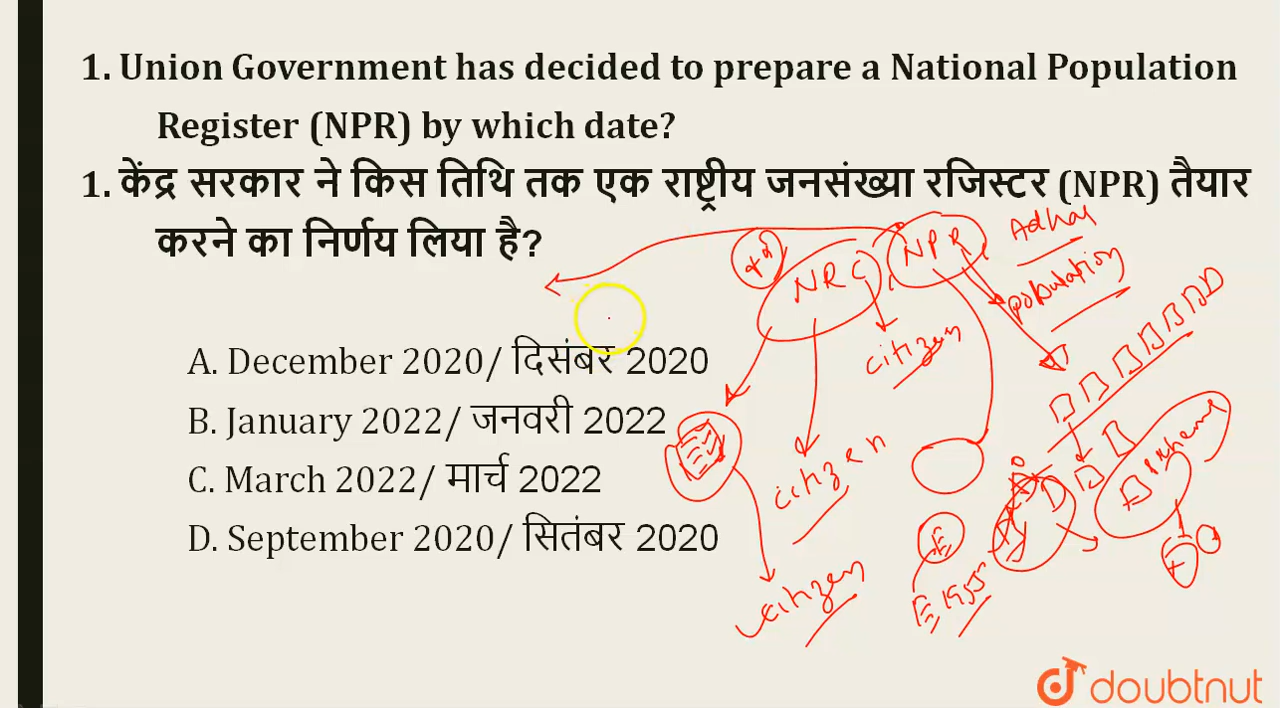 1. Union Government has decided to prepare a National Population
Register (NPR) by which date?
1. केंद्र सरकार ने किस तिथि तक एक राष्ट्रीय जनसंख्या रजिस्टर (NPR) तैयार
करने का निर्णय लिया है?
NRC
NPR
Adhar
population
citizen
A. December 2020/ दिसंबर 2020
B. January 2022/ जनवरी 2022
C. March 2022/ मार्च 2022
citizen
D. September 2020/ सितंबर 2020
citizen
1955
doubtnut